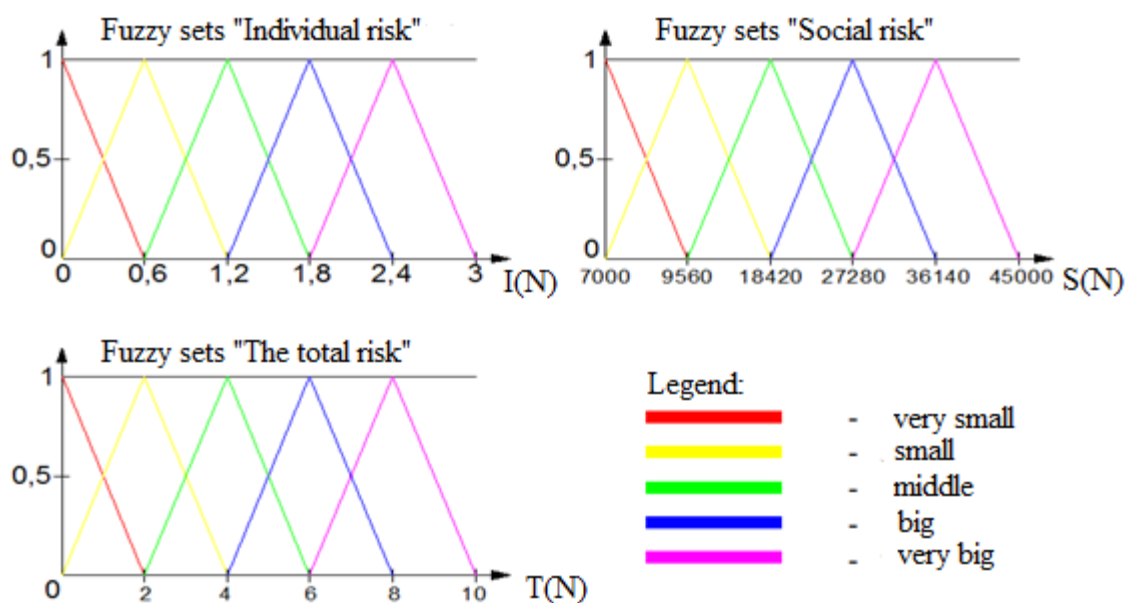 Fuzzy sets "Individual risk"
1
0,5
0
0 0,6 1,2 1,8 2,4 3
I(N)
Fuzzy sets "Social risk"
1
0,5
0
7000 9560 18420 27280 36140 45000
S(N)
Fuzzy sets "The total risk"
1
0,5
0
2 4 6 8 10
T(N)
Legend:
- very small
- small
- middle
- big
- very big